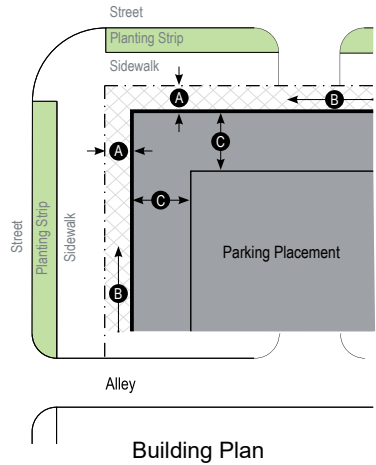 Street
Planting Strip
Sidewalk
A
B
A
C
C
Street
Planting Strip
Sidewalk
Parking Placement
B
Alley
Building Plan